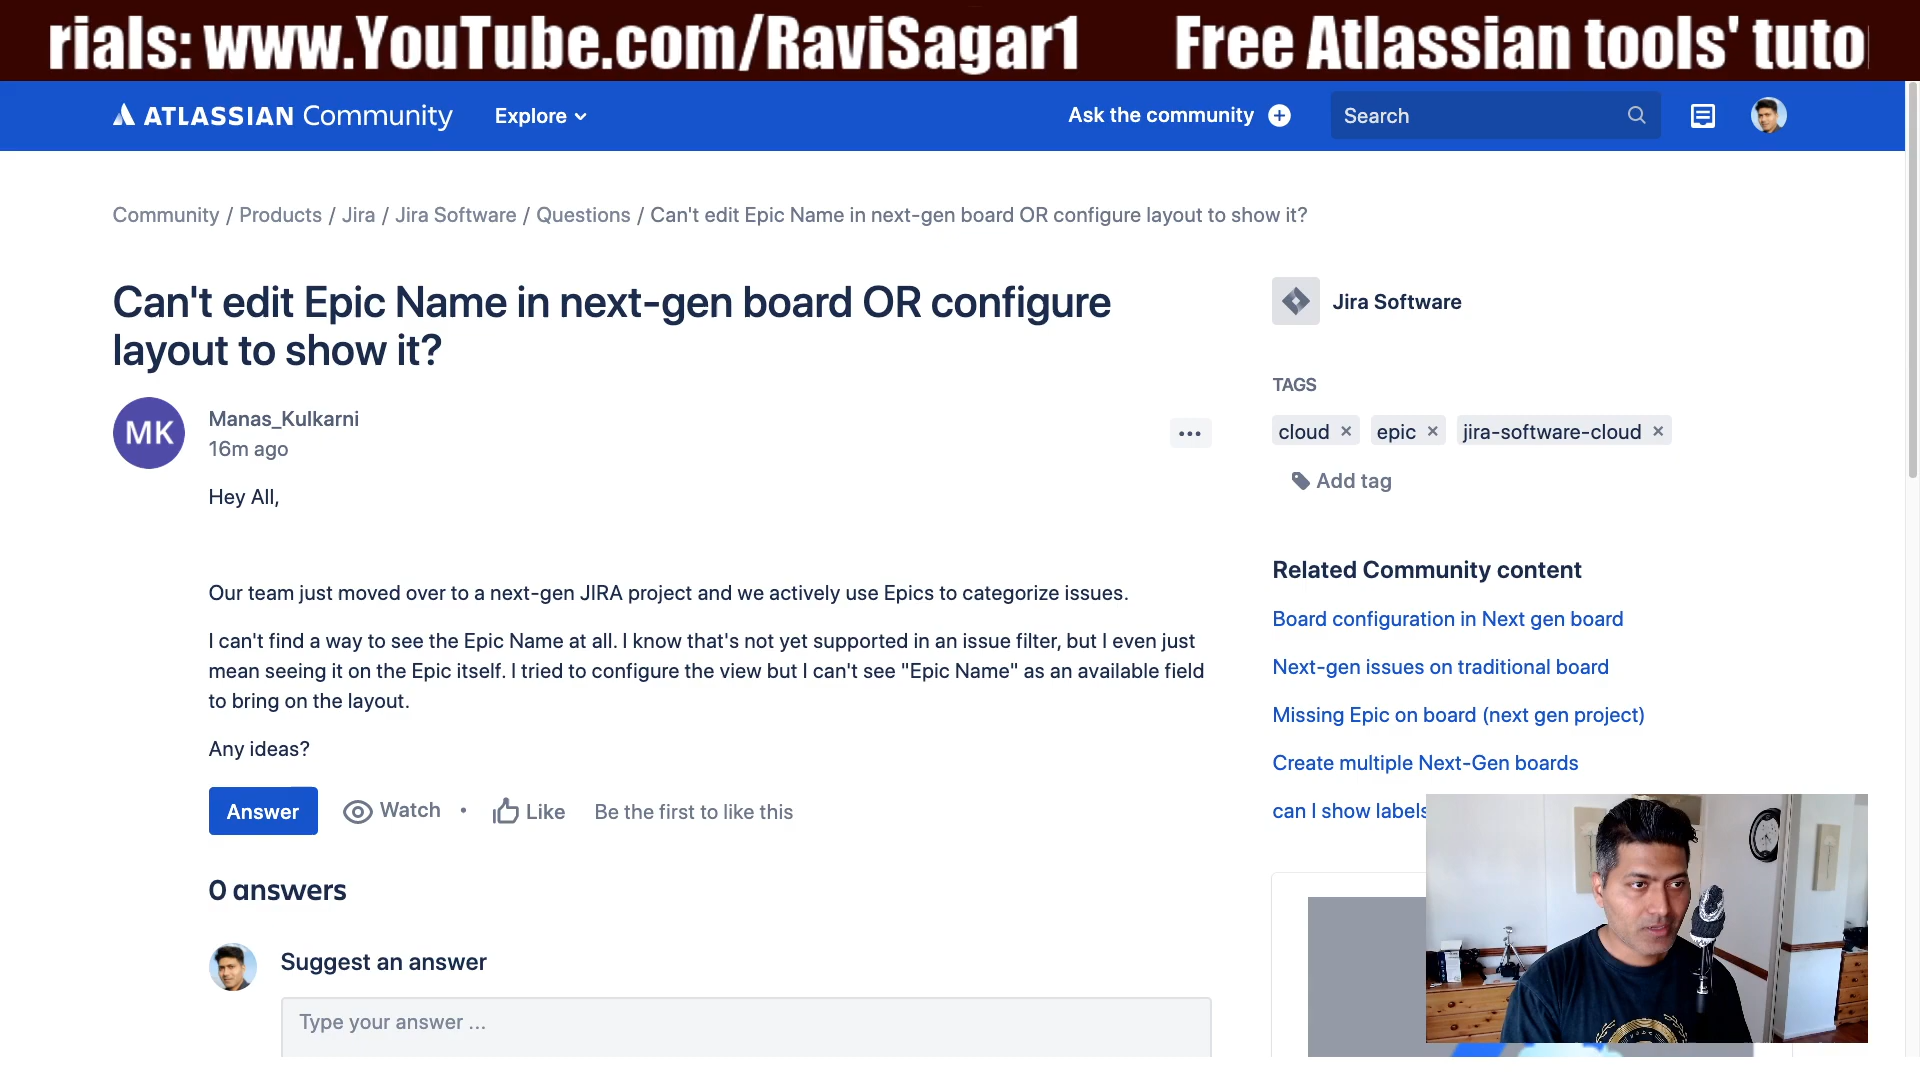 rials: www.YouTube.com/RaviSagar1 Free Atlassian tools' tuto
ATLASSIAN Community Explore Ask the community Search
Community / Products / Jira / Jira Software / Questions / Can't edit Epic Name in next-gen board OR configure layout to show it?
Can't edit Epic Name in next-gen board OR configure
layout to show it?
MK
Manas_Kulkarni
16m ago
Hey All,
Our team just moved over to a next-gen JIRA project and we actively use Epics to categorize issues.
I can't find a way to see the Epic Name at all. I know that's not yet supported in an issue filter, but I even just
mean seeing it on the Epic itself. I tried to configure the view but I can't see "Epic Name" as an available field
to bring on the layout.
Any ideas?
Answer Watch • Like Be the first to like this
0 answers
Suggest an answer
Type your answer ...
Jira Software
TAGS
cloud × epic × jira-software-cloud ×
Add tag
Related Community content
Board configuration in Next gen board
Next-gen issues on traditional board
Missing Epic on board (next gen project)
Create multiple Next-Gen boards
can I show labels